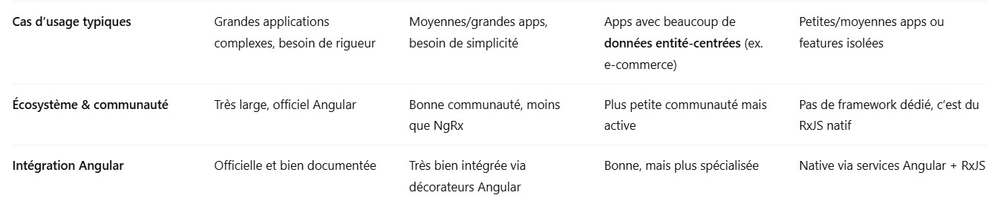 Cas d’usage typiques
Grandes applications
complexes, besoin de rigueur
Moyennes/grandes apps,
besoin de simplicité
Apps avec beaucoup de
données entité-centrées (ex.
e-commerce)
Petites/moyennes apps ou
features isolées
Écosystème & communauté
Très large, officiel Angular
Bonne communauté, moins
que NgRx
Plus petite communauté mais
active
Pas de framework dédié, c’est du
RxJS natif
Intégration Angular
Officielle et bien documentée
Très bien intégrée via
décorateurs Angular
Bonne, mais plus spécialisée
Native via services Angular + RxJS